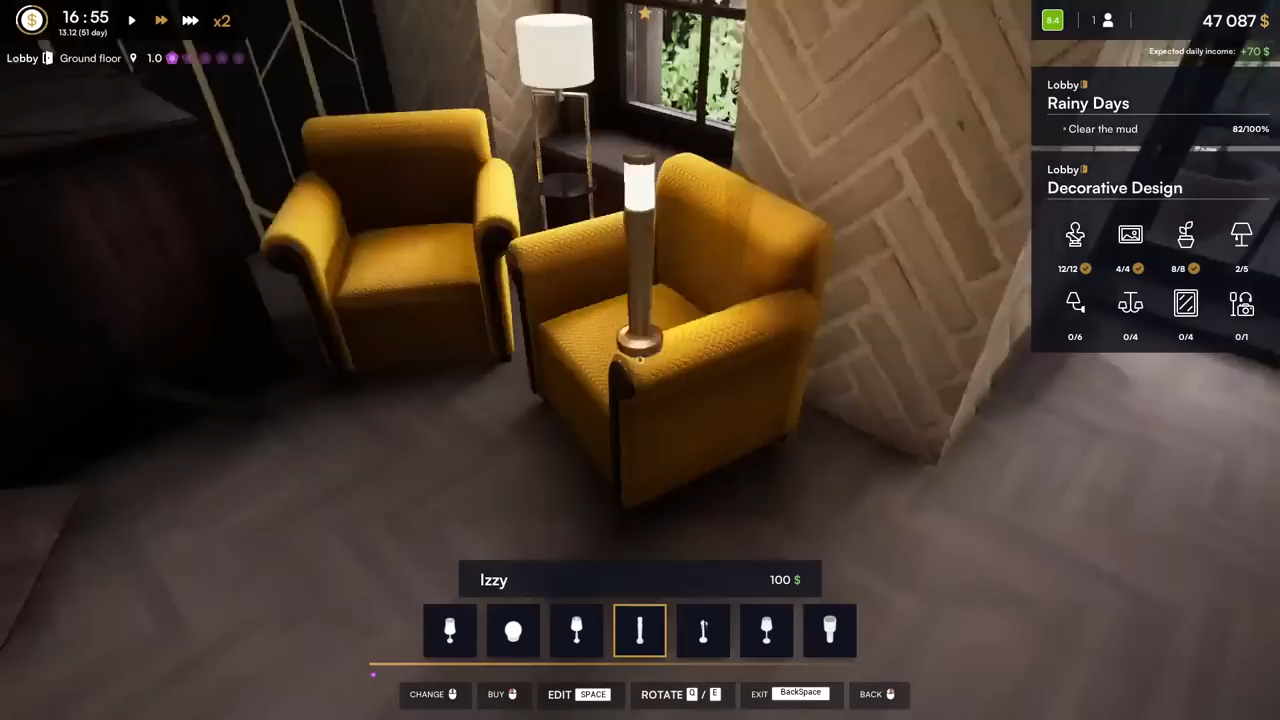 16:55 x2
13.12 (51 day)
Lobby Ground floor 1.0
8.4 1 47 087 $
Expected daily income: +70 $
Lobby
Rainy Days
Clear the mud 82/100%
Lobby
Decorative Design
12/12 4/4 8/8 2/5
0/6 0/4 0/4 0/1
Izzy 100 $
CHANGE BUY EDIT SPACE ROTATE Q / E EXIT BackSpace BACK